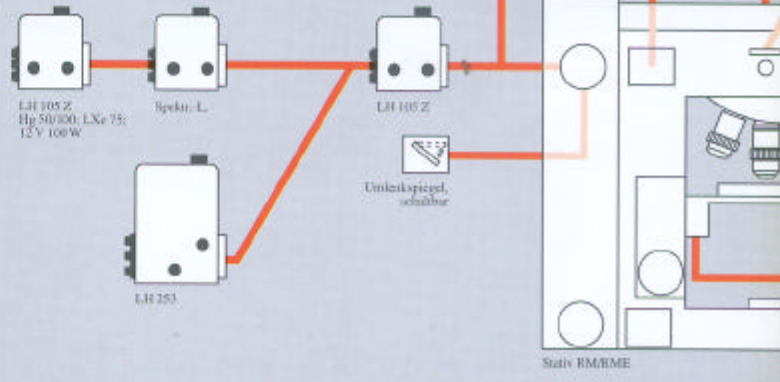 LH 105 Z
Hg 50/100; LXe 75;
12 V 100 W
Spektr.-L.
LH 105 Z
Umlenkspiegel,
schaltbar
LH 253
Stativ RM/RME